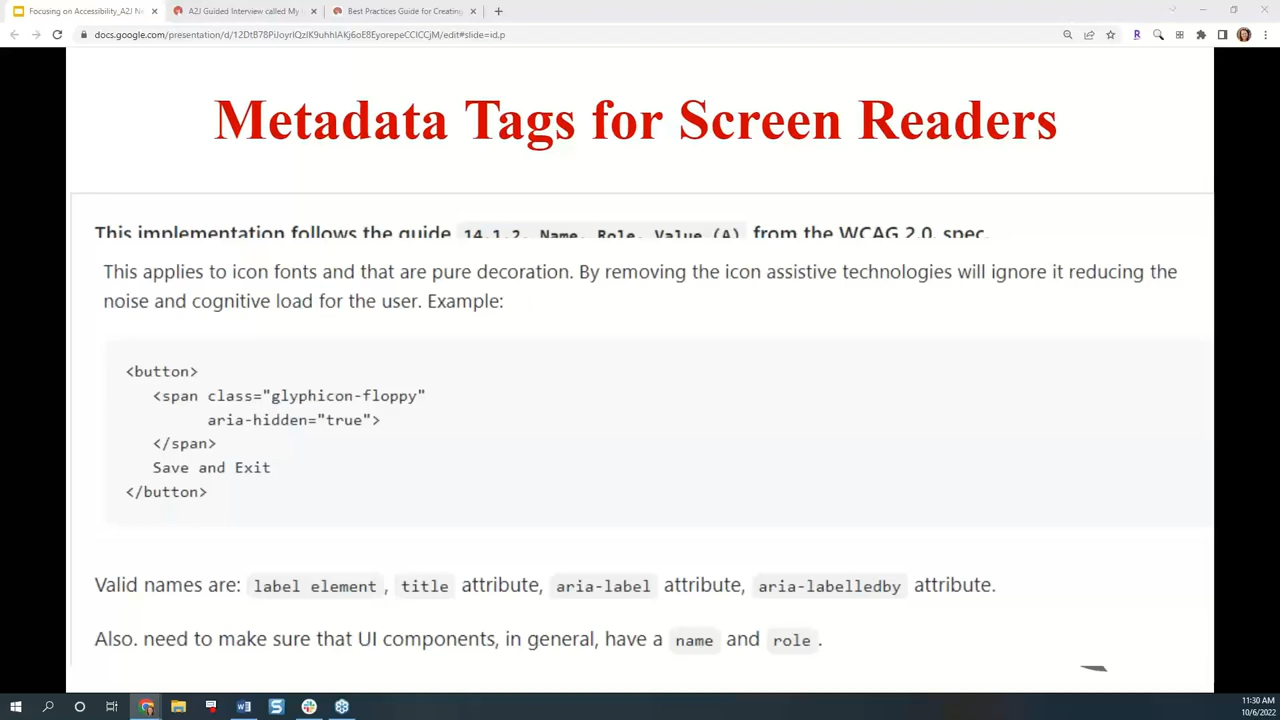 Focusing on Accessibility_A2J Ne
A2J Guided Interview called My
Best Practices Guide for Creating
docs.google.com/presentation/d/12DtB78PiJoyrIQzIK9uhhIAKj6oE8EyorepeCCICCjM/edit#slide=id.p
Metadata Tags for Screen Readers
This implementation follows the guide 14.1.2. Name, Role, Value (A) from the WCAG 2.0. spec.
This applies to icon fonts and that are pure decoration. By removing the icon assistive technologies will ignore it reducing the
noise and cognitive load for the user. Example:
<button>
<span class="glyphicon-floppy"
aria-hidden="true">
</span>
Save and Exit
</button>
Valid names are: label element, title attribute, aria-label attribute, aria-labelledby attribute.
Also. need to make sure that UI components, in general, have a name and role.
11:30 AM
10/6/2022